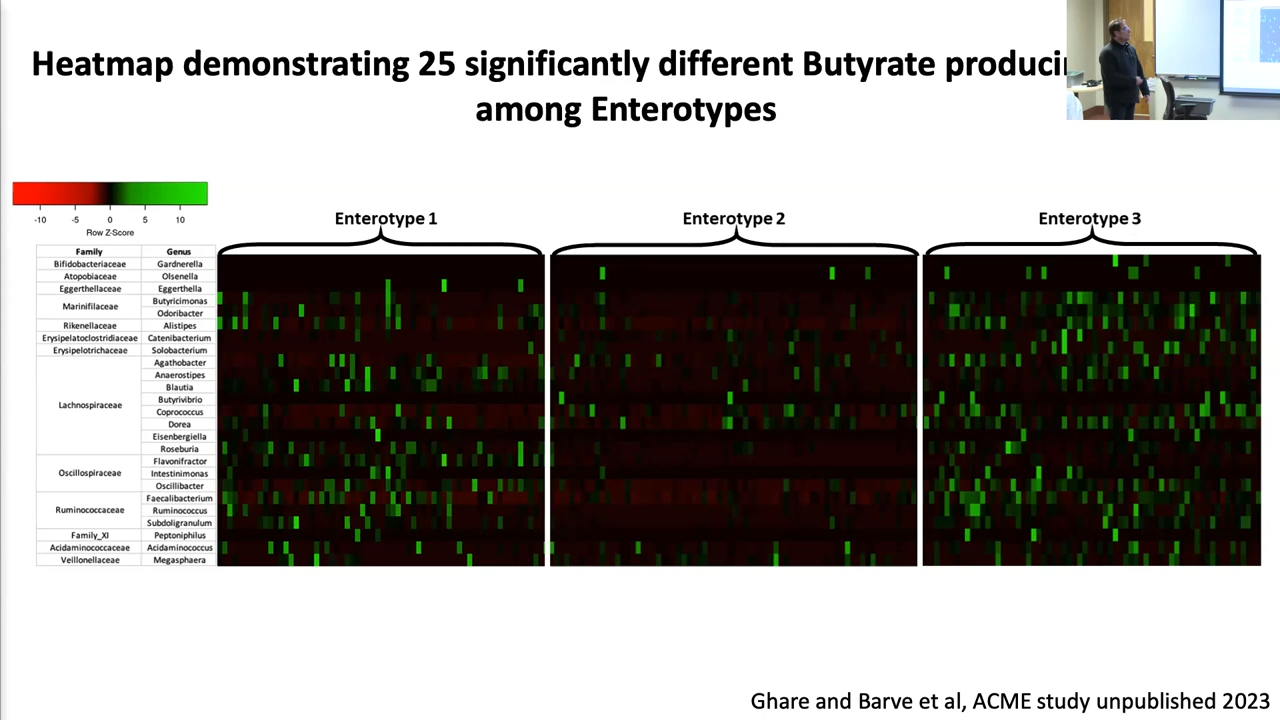 Heatmap demonstrating 25 significantly different Butyrate produci
among Enterotypes
-10 -5 0 5 10
Row Z-Score
Enterotype 1 Enterotype 2 Enterotype 3
Family Genus
Bifidobacteriaceae Gardnerella
Atopobiaceae Olsenella
Eggerthellaceae Eggerthella
Marinifilaceae Butyricimonas
Odoribacter
Rikenellaceae Alistipes
Erysipelatoclostridiaceae Catenibacterium
Erysipelotrichaceae Solobacterium
Lachnospiraceae Agathobacter
Anaerostipes
Blautia
Butyrivibrio
Coprococcus
Dorea
Eisenbergiella
Roseburia
Oscillospiraceae Flavonifractor
Intestinimonas
Oscillibacter
Ruminococcaceae Faecalibacterium
Ruminococcus
Subdoligranulum
Family_XI Peptoniphilus
Acidaminococcaceae Acidaminococcus
Veillonellaceae Megasphaera
Ghare and Barve et al, ACME study unpublished 2023